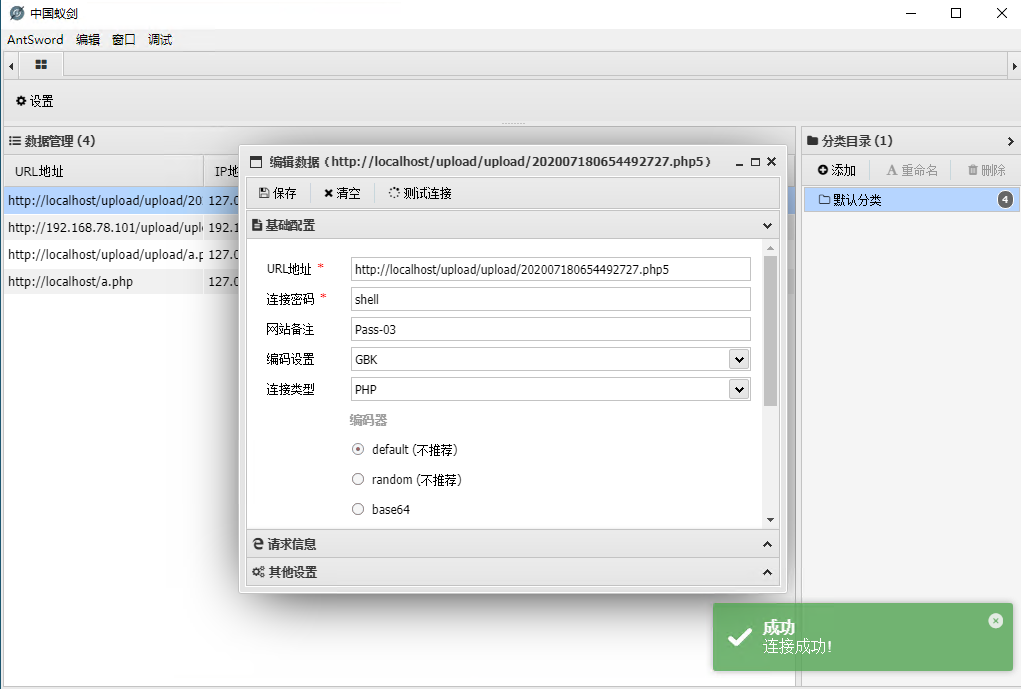 中国蚁剑
AntSword 编辑 窗口 调试
设置
数据管理 (4)
URL地址 IP地
http://localhost/upload/upload/20 127.0
http://192.168.78.101/upload/uplo 192.1
http://localhost/upload/upload/a.p 127.0
http://localhost/a.php 127.0
编辑数据 (http://localhost/upload/upload/202007180654492727.php5)
保存 清空 测试连接
基础配置
URL地址 * http://localhost/upload/upload/202007180654492727.php5
连接密码 * shell
网站备注 Pass-03
编码设置 GBK
连接类型 PHP
编码器
default (不推荐)
random (不推荐)
base64
请求信息
其他设置
分类目录 (1)
添加 重命名 删除
默认分类 4
成功
连接成功!